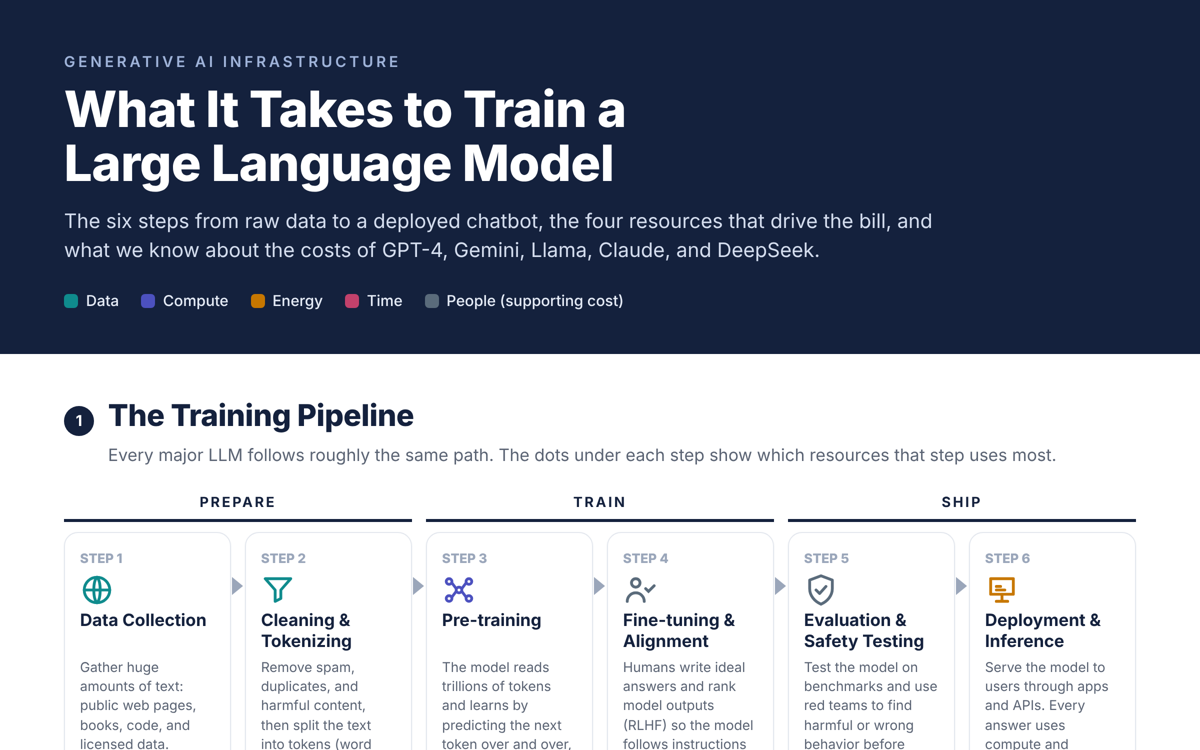 GENERATIVE AI INFRASTRUCTURE
What It Takes to Train a
Large Language Model
The six steps from raw data to a deployed chatbot, the four resources that drive the bill, and
what we know about the costs of GPT-4, Gemini, Llama, Claude, and DeepSeek.
Data
Compute
Energy
Time
People (supporting cost)
1
The Training Pipeline
Every major LLM follows roughly the same path. The dots under each step show which resources that step uses most.
PREPARE
TRAIN
SHIP
STEP 1
Data Collection
Gather huge
amounts of text:
public web pages,
books, code, and
licensed data.
STEP 2
Cleaning &
Tokenizing
Remove spam,
duplicates, and
harmful content,
then split the text
into tokens (word
STEP 3
Pre-training
The model reads
trillions of tokens
and learns by
predicting the next
token over and over,
STEP 4
Fine-tuning &
Alignment
Humans write ideal
answers and rank
model outputs
(RLHF) so the model
follows instructions
STEP 5
Evaluation &
Safety Testing
Test the model on
benchmarks and use
red teams to find
harmful or wrong
behavior before
STEP 6
Deployment &
Inference
Serve the model to
users through apps
and APIs. Every
answer uses
compute and